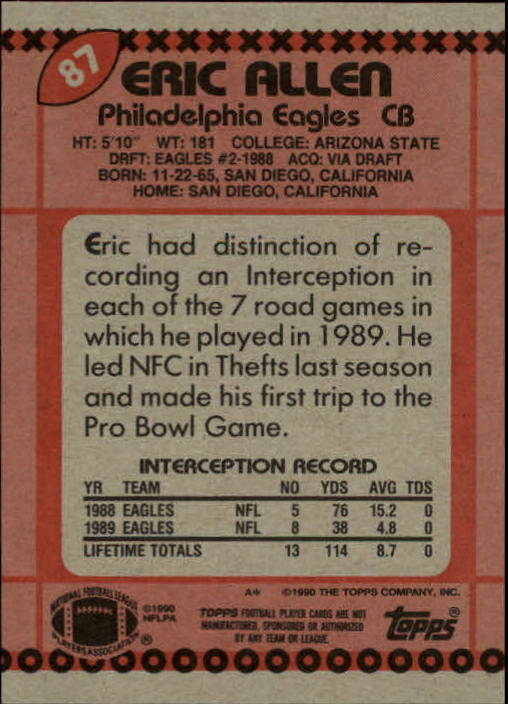 87
ERIC ALLEN
Philadelphia Eagles CB
HT: 5'10" WT: 181 COLLEGE: ARIZONA STATE
DRFT: EAGLES #2-1988 ACQ: VIA DRAFT
BORN: 11-22-65, SAN DIEGO, CALIFORNIA
HOME: SAN DIEGO, CALIFORNIA
Eric had distinction of re-
cording an Interception in
each of the 7 road games in
which he played in 1989. He
led NFC in Thefts last season
and made his first trip to the
Pro Bowl Game.
INTERCEPTION RECORD
YR TEAM NO YDS AVG TDS
1988 EAGLES NFL 5 76 15.2 0
1989 EAGLES NFL 8 38 4.8 0
LIFETIME TOTALS 13 114 8.7 0
A* ©1990 THE TOPPS COMPANY, INC.
NATIONAL FOOTBALL LEAGUE
PLAYERS ASSOCIATION ®
©1990
NFLPA
TOPPS FOOTBALL PLAYER CARDS ARE NOT
MANUFACTURED, SPONSORED OR AUTHORIZED
BY ANY TEAM OR LEAGUE.
topps®